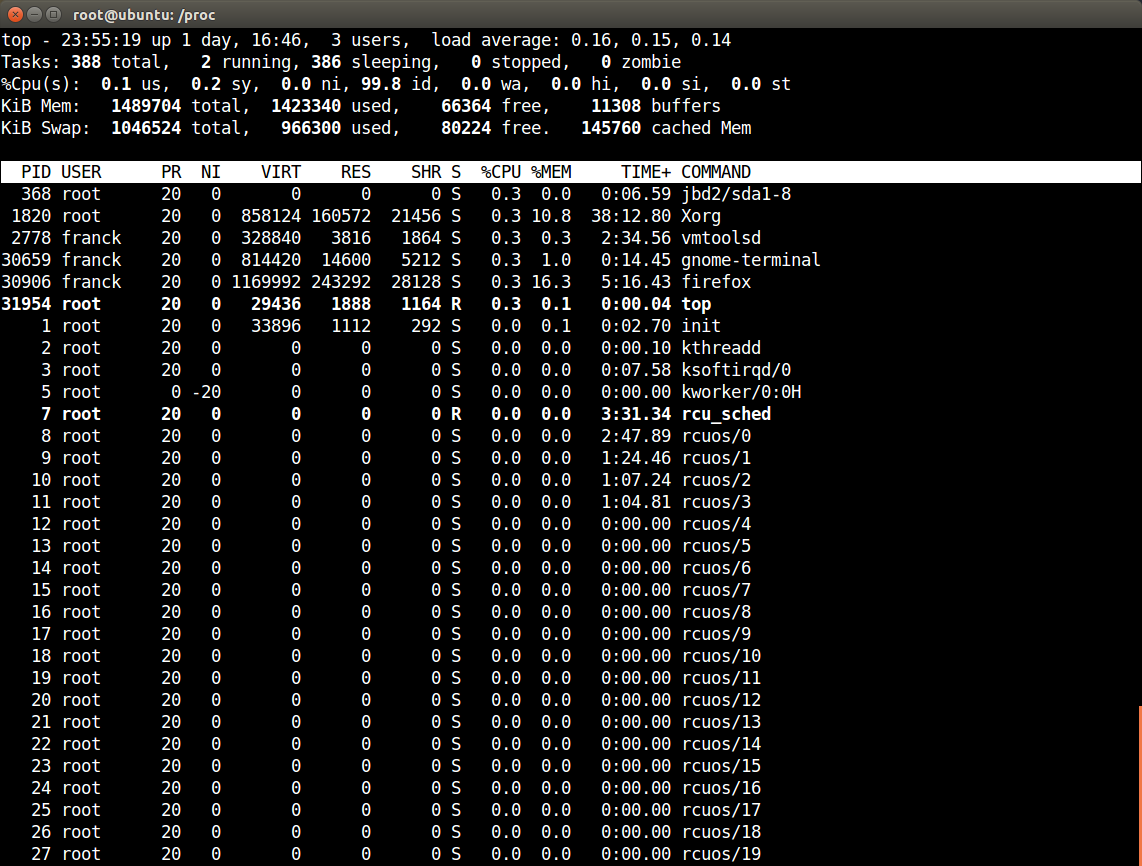 root@ubuntu: /proc
top - 23:55:19 up 1 day, 16:46,  3 users,  load average: 0.16, 0.15, 0.14
Tasks: 388 total,   2 running, 386 sleeping,   0 stopped,   0 zombie
%Cpu(s):  0.1 us,  0.2 sy,  0.0 ni, 99.8 id,  0.0 wa,  0.0 hi,  0.0 si,  0.0 st
KiB Mem:   1489704 total,  1423340 used,    66364 free,    11308 buffers
KiB Swap:  1046524 total,   966300 used,    80224 free.   145760 cached Mem
  PID USER      PR  NI    VIRT    RES    SHR S  %CPU %MEM     TIME+ COMMAND
  368 root      20   0       0      0      0 S   0.3  0.0   0:06.59 jbd2/sda1-8
 1820 root      20   0  858124 160572  21456 S   0.3 10.8  38:12.80 Xorg
 2778 franck    20   0  328840   3816   1864 S   0.3  0.3   2:34.56 vmtoolsd
30659 franck    20   0  814420  14600   5212 S   0.3  1.0   0:14.45 gnome-terminal
30906 franck    20   0 1169992 243292  28128 S   0.3 16.3   5:16.43 firefox
31954 root      20   0   29436   1888   1164 R   0.3  0.1   0:00.04 top
    1 root      20   0   33896   1112    292 S   0.0  0.1   0:02.70 init
    2 root      20   0       0      0      0 S   0.0  0.0   0:00.10 kthreadd
    3 root      20   0       0      0      0 S   0.0  0.0   0:07.58 ksoftirqd/0
    5 root       0 -20       0      0      0 S   0.0  0.0   0:00.00 kworker/0:0H
    7 root      20   0       0      0      0 R   0.0  0.0   3:31.34 rcu_sched
    8 root      20   0       0      0      0 S   0.0  0.0   2:47.89 rcuos/0
    9 root      20   0       0      0      0 S   0.0  0.0   1:24.46 rcuos/1
   10 root      20   0       0      0      0 S   0.0  0.0   1:07.24 rcuos/2
   11 root      20   0       0      0      0 S   0.0  0.0   1:04.81 rcuos/3
   12 root      20   0       0      0      0 S   0.0  0.0   0:00.00 rcuos/4
   13 root      20   0       0      0      0 S   0.0  0.0   0:00.00 rcuos/5
   14 root      20   0       0      0      0 S   0.0  0.0   0:00.00 rcuos/6
   15 root      20   0       0      0      0 S   0.0  0.0   0:00.00 rcuos/7
   16 root      20   0       0      0      0 S   0.0  0.0   0:00.00 rcuos/8
   17 root      20   0       0      0      0 S   0.0  0.0   0:00.00 rcuos/9
   18 root      20   0       0      0      0 S   0.0  0.0   0:00.00 rcuos/10
   19 root      20   0       0      0      0 S   0.0  0.0   0:00.00 rcuos/11
   20 root      20   0       0      0      0 S   0.0  0.0   0:00.00 rcuos/12
   21 root      20   0       0      0      0 S   0.0  0.0   0:00.00 rcuos/13
   22 root      20   0       0      0      0 S   0.0  0.0   0:00.00 rcuos/14
   23 root      20   0       0      0      0 S   0.0  0.0   0:00.00 rcuos/15
   24 root      20   0       0      0      0 S   0.0  0.0   0:00.00 rcuos/16
   25 root      20   0       0      0      0 S   0.0  0.0   0:00.00 rcuos/17
   26 root      20   0       0      0      0 S   0.0  0.0   0:00.00 rcuos/18
   27 root      20   0       0      0      0 S   0.0  0.0   0:00.00 rcuos/19